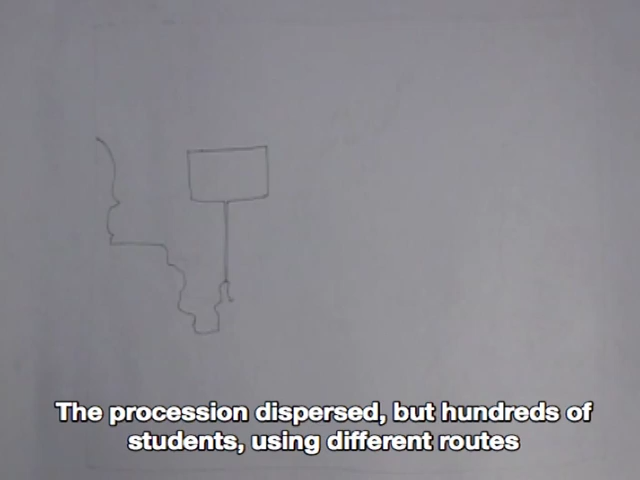 The procession dispersed, but hundreds of
students, using different routes